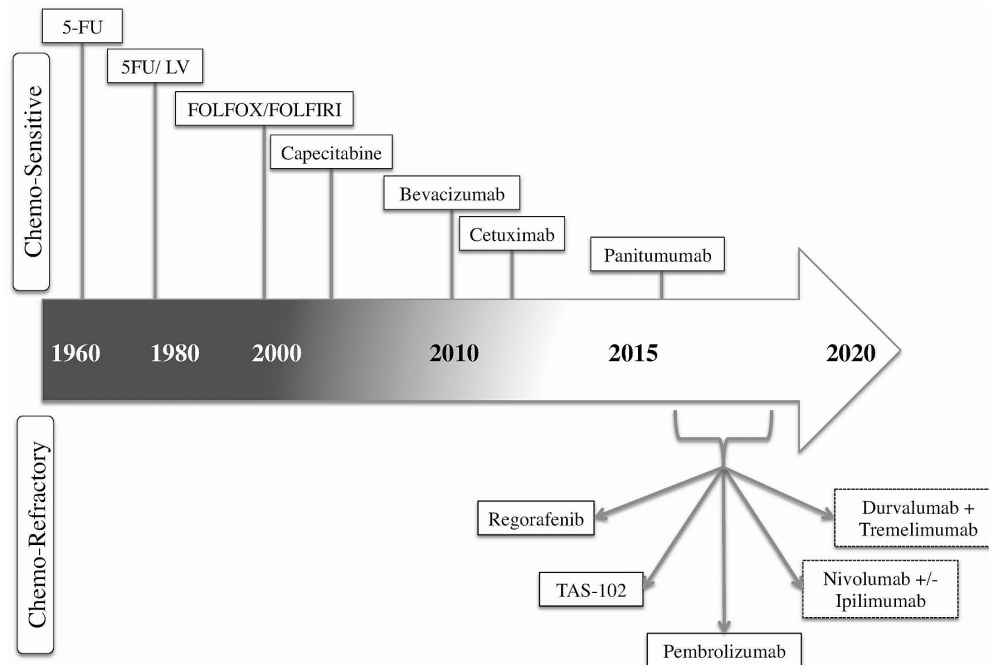 5-FU
5FU/ LV
FOLFOX/FOLFIRI
Capecitabine
Bevacizumab
Cetuximab
Panitumumab
Chemo-Sensitive
1960
1980
2000
2010
2015
2020
Chemo-Refractory
Regorafenib
TAS-102
Pembrolizumab
Nivolumab +/-
Ipilimumab
Durvalumab +
Tremelimumab